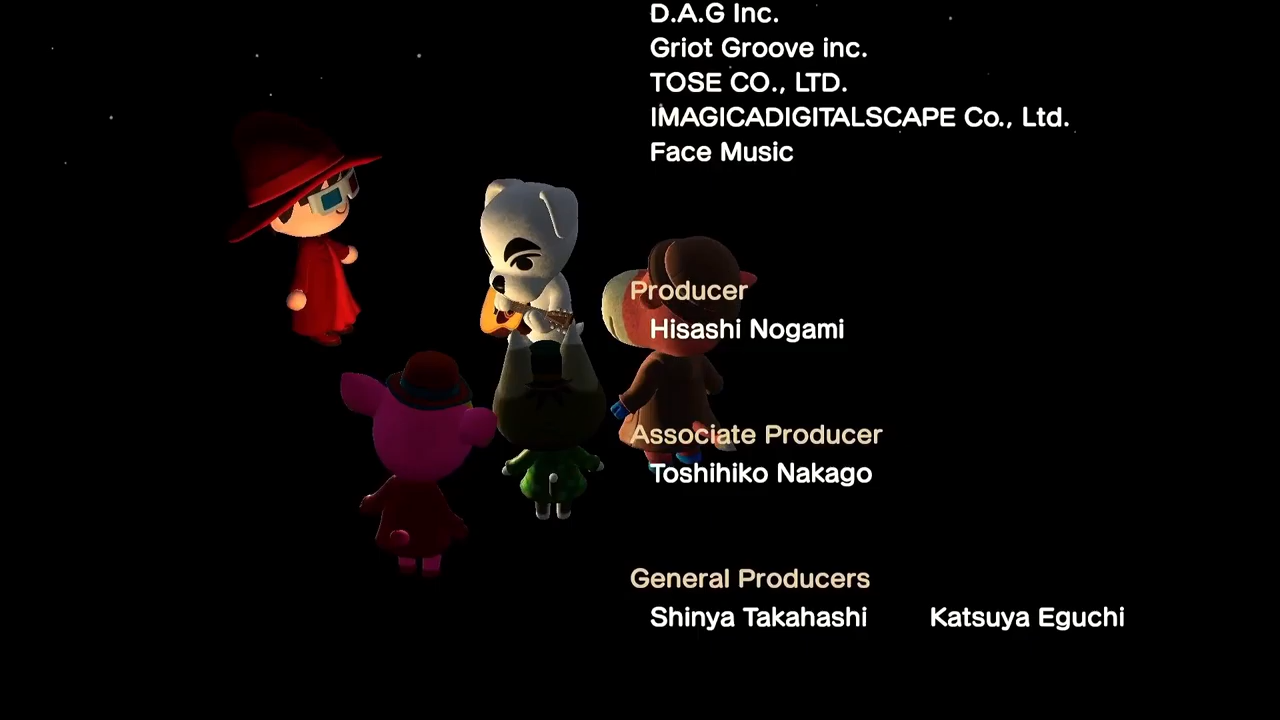 D.A.G Inc.
Griot Groove inc.
TOSE CO., LTD.
IMAGICADIGITALSCAPE Co., Ltd.
Face Music
Producer
Hisashi Nogami
Associate Producer
Toshihiko Nakago
General Producers
Shinya Takahashi Katsuya Eguchi